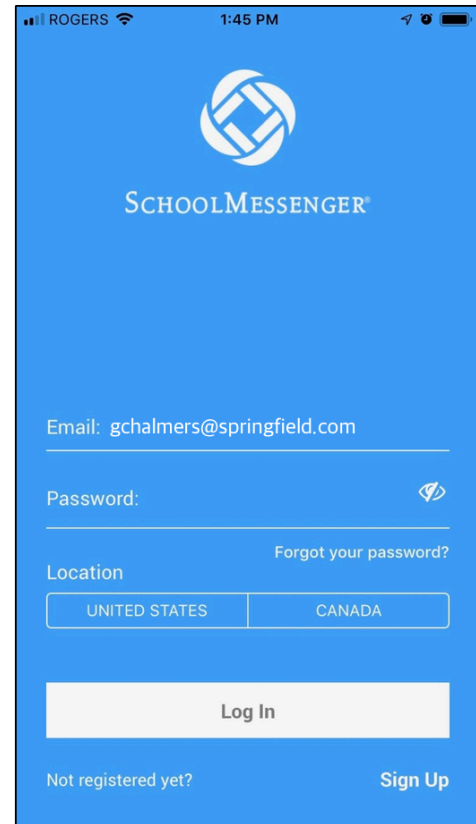 ROGERS 1:45 PM
SCHOOLMESSENGER®
Email: gchalmers@springfield.com
Password:
Forgot your password?
Location
UNITED STATES CANADA
Log In
Not registered yet? Sign Up